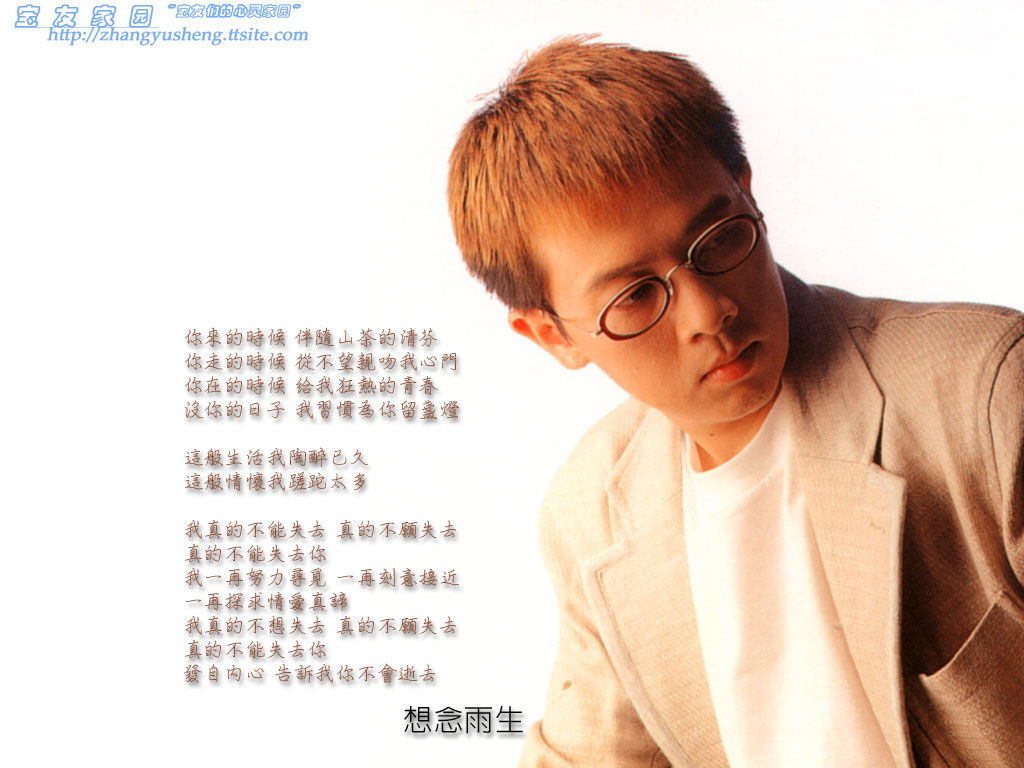 宝友家园 ~宝友们的心灵家园~
http://zhangyusheng.ttsite.com
你來的時候 伴隨山茶的清芬
你走的時候 從不望親吻我心門
你在的時候 給我狂熱的青春
沒你的日子 我習慣為你留盞燈
這般生活我陶醉已久
這般情懷我蹉跎太多
我真的不能失去 真的不願失去
真的不能失去你
我一再努力尋覓 一再刻意接近
一再探求情愛真諦
我真的不想失去 真的不願失去
真的不能失去你
發自內心 告訴我你不會逝去
想念雨生